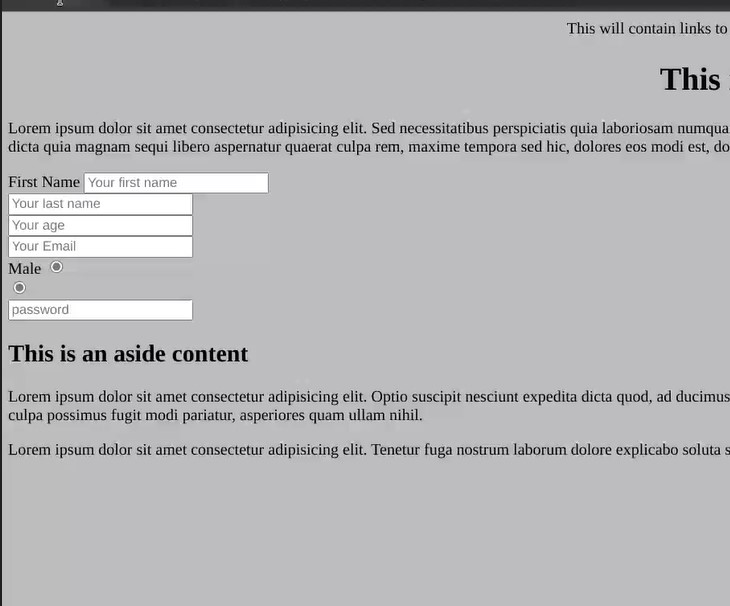 This will contain links to
This
Lorem ipsum dolor sit amet consectetur adipisicing elit. Sed necessitatibus perspiciatis quia laboriosam numqua
dicta quia magnam sequi libero aspernatur quaerat culpa rem, maxime tempora sed hic, dolores eos modi est, do
First Name Your first name
Your last name
Your age
Your Email
Male
password
This is an aside content
Lorem ipsum dolor sit amet consectetur adipisicing elit. Optio suscipit nesciunt expedita dicta quod, ad ducimus
culpa possimus fugit modi pariatur, asperiores quam ullam nihil.
Lorem ipsum dolor sit amet consectetur adipisicing elit. Tenetur fuga nostrum laborum dolore explicabo soluta s